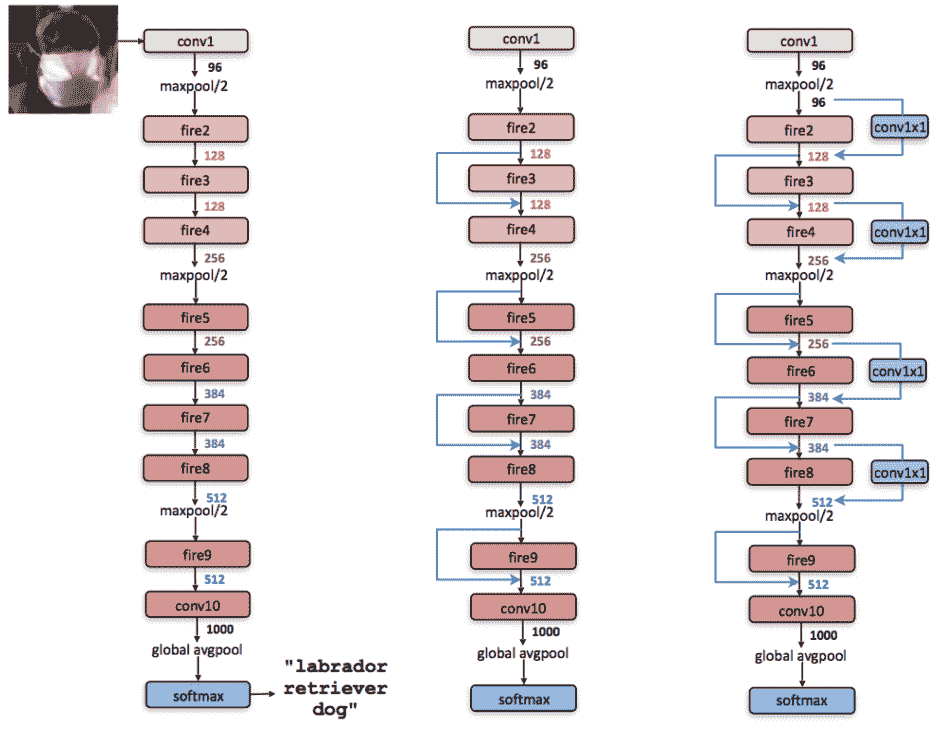 conv1
96
maxpool/2
fire2
128
fire3
128
fire4
256
maxpool/2
fire5
256
fire6
384
fire7
384
fire8
512
maxpool/2
fire9
512
conv10
1000
global avgpool
softmax
"labrador
retriever
dog"
conv1
96
maxpool/2
fire2
128
fire3
128
fire4
256
maxpool/2
fire5
256
fire6
384
fire7
384
fire8
512
maxpool/2
fire9
512
conv10
1000
global avgpool
softmax
conv1
96
maxpool/2
96
conv1x1
fire2
128
fire3
128
fire4
conv1x1
256
maxpool/2
fire5
256
fire6
conv1x1
384
fire7
384
fire8
conv1x1
512
maxpool/2
fire9
512
conv10
1000
global avgpool
softmax